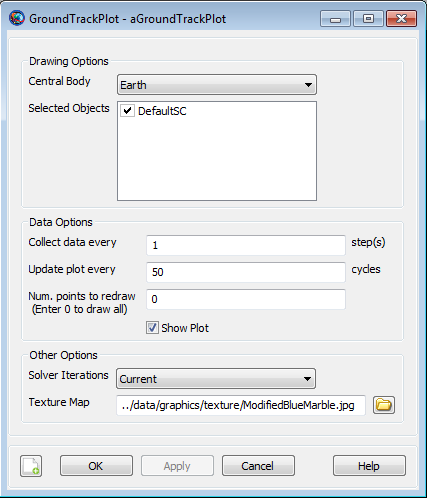 GroundTrackPlot - aGroundTrackPlot
Drawing Options
Central Body Earth
Selected Objects DefaultSC
Data Options
Collect data every 1 step(s)
Update plot every 50 cycles
Num. points to redraw 0
(Enter 0 to draw all)
Show Plot
Other Options
Solver Iterations Current
Texture Map ../data/graphics/texture/ModifiedBlueMarble.jpg
OK Apply Cancel Help